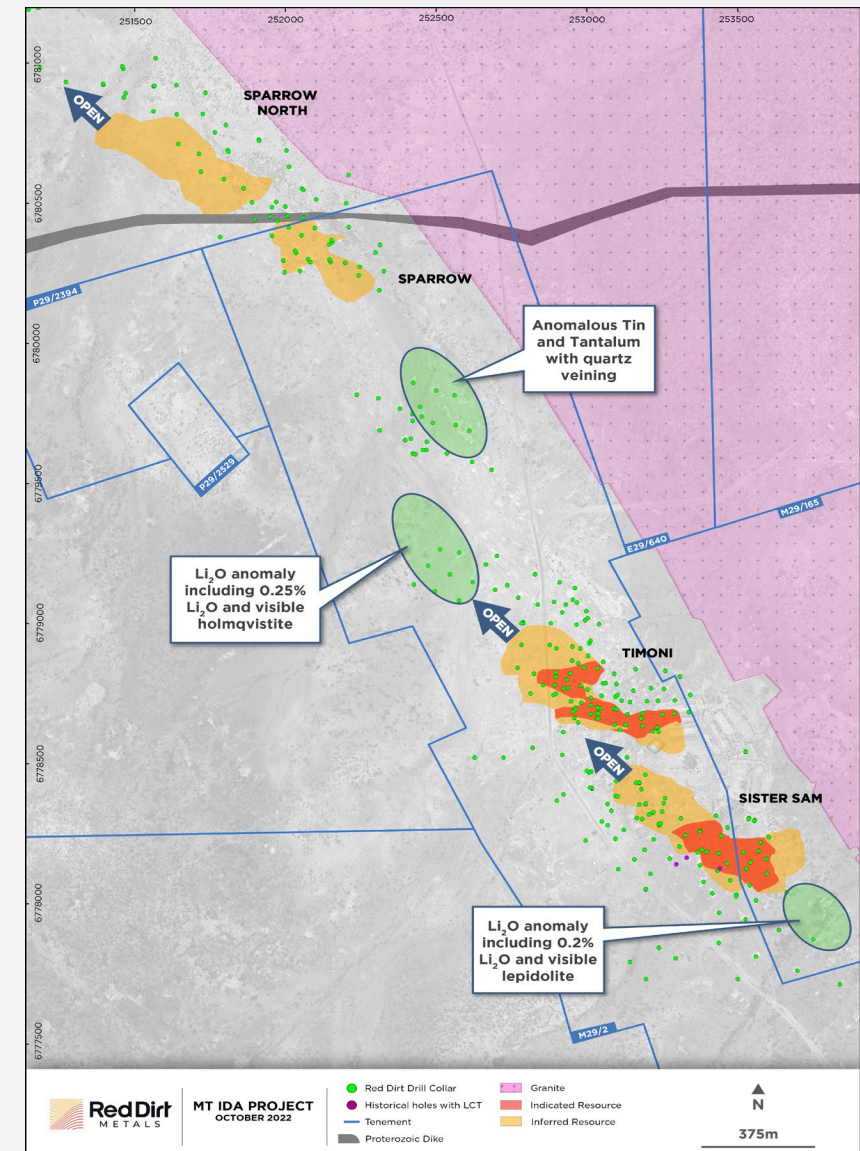 251500
252000
252500
253000
253500
6781000
6780500
6780000
6779500
6779000
6778500
6778000
6777500
SPARROW
NORTH
OPEN
SPARROW
P29/2394
Anomalous Tin
and Tantalum
with quartz
veining
P29/2529
M29/165
E29/640
Li₂O anomaly
including 0.25%
Li₂O and visible
holmqvistite
OPEN
TIMONI
OPEN
SISTER SAM
Li₂O anomaly
including 0.2%
Li₂O and visible
lepidolite
M29/2
Red Dirt
METALS
MT IDA PROJECT
OCTOBER 2022
Red Dirt Drill Collar
Historical holes with LCT
Tenement
Proterozoic Dike
Granite
Indicated Resource
Inferred Resource
N
375m